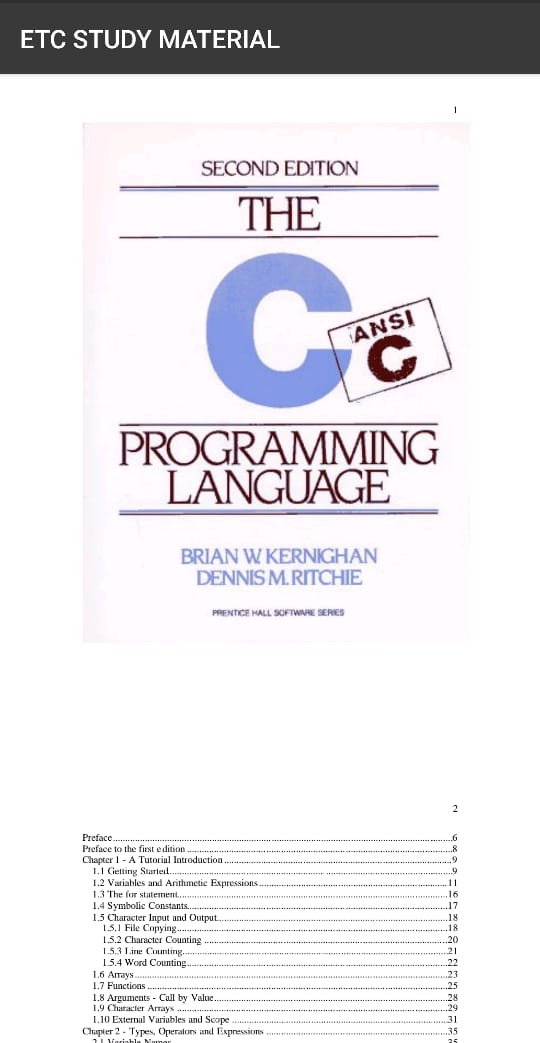 ETC STUDY MATERIAL
1
SECOND EDITION
THE
C
ANSI
C
PROGRAMMING
LANGUAGE
BRIAN W. KERNIGHAN
DENNIS M. RITCHIE
PRENTICE HALL SOFTWARE SERIES
2
Preface.....6
Preface to the first edition.....8
Chapter 1 - A Tutorial Introduction.....9
1.1 Getting Started.....9
1.2 Variables and Arithmetic Expressions.....11
1.3 The for statement.....16
1.4 Symbolic Constants.....17
1.5 Character Input and Output.....18
1.5.1 File Copying.....18
1.5.2 Character Counting.....20
1.5.3 Line Counting.....21
1.5.4 Word Counting.....22
1.6 Arrays.....23
1.7 Functions.....25
1.8 Arguments - Call by Value.....28
1.9 Character Arrays.....29
1.10 External Variables and Scope.....31
Chapter 2 - Types, Operators and Expressions.....35
2.1 Variable Names.....35